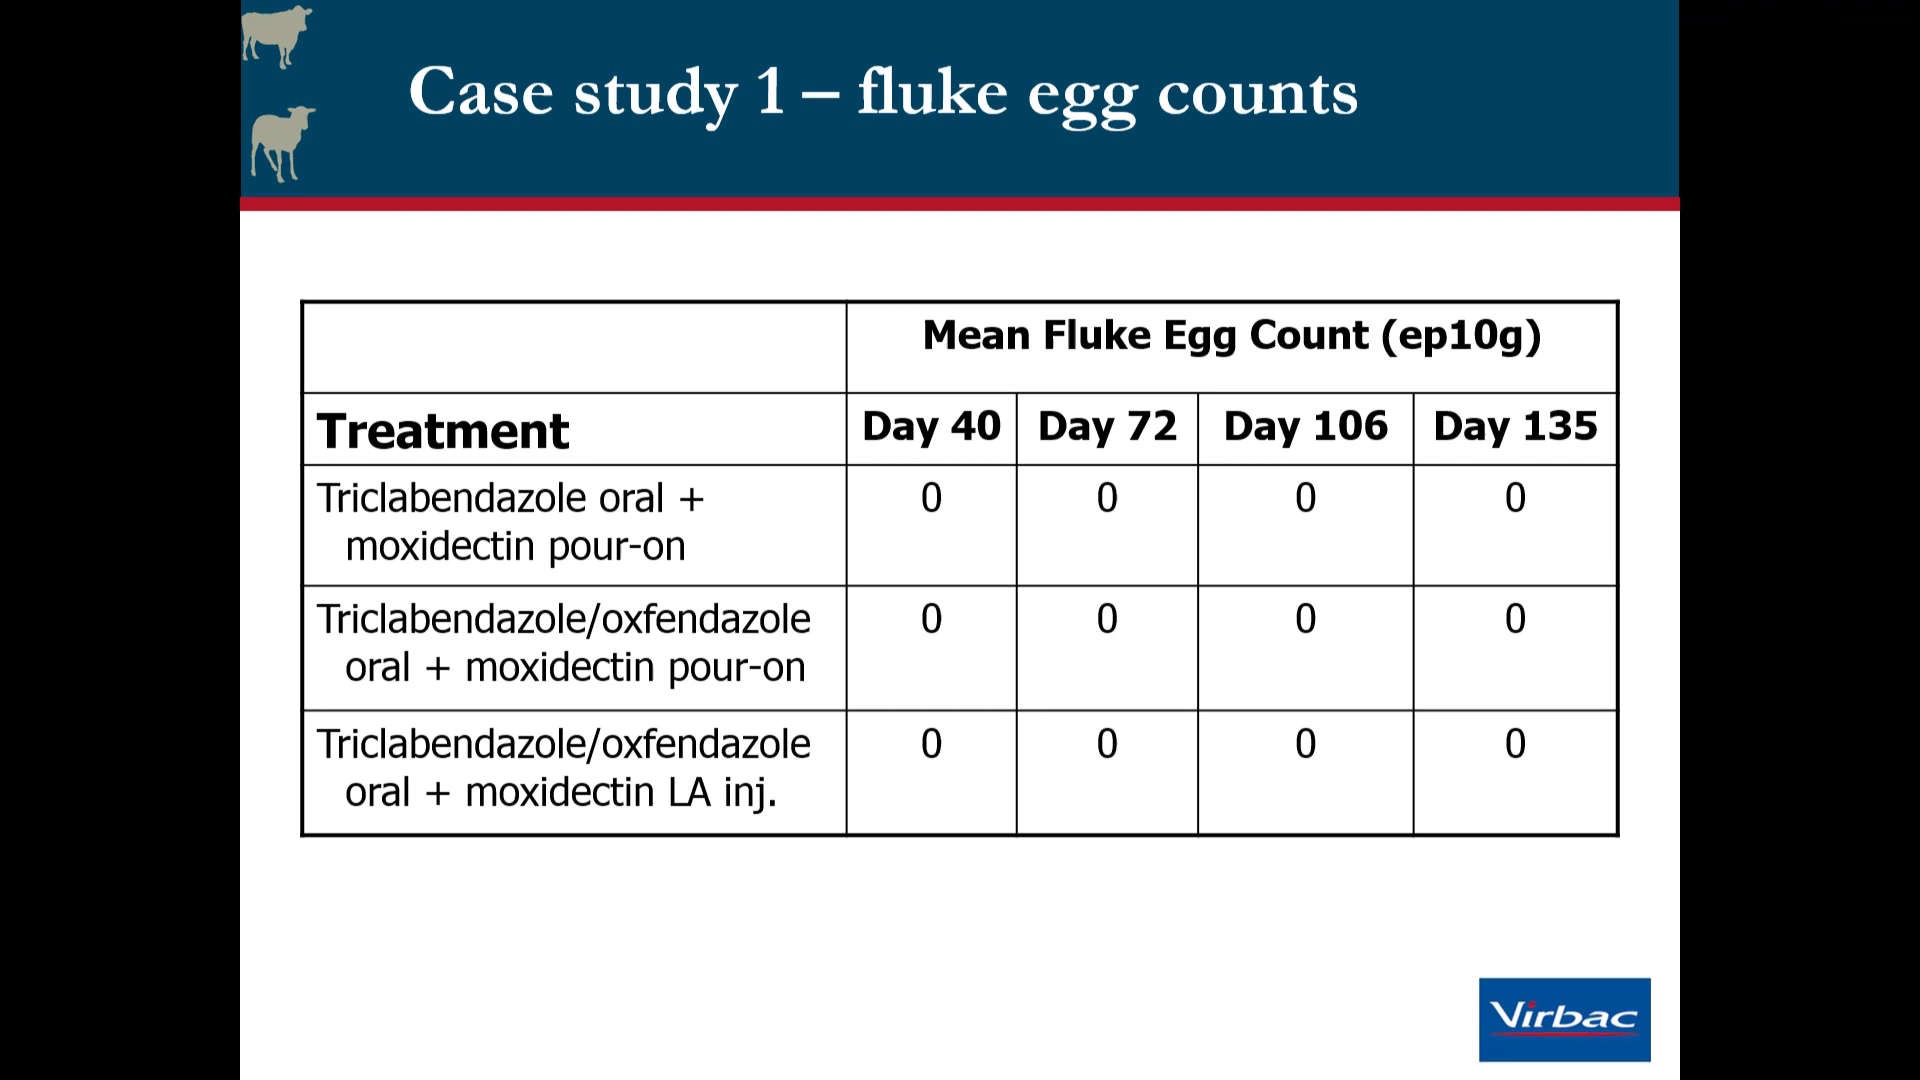 Case study 1 – fluke egg counts
Mean Fluke Egg Count (ep10g)
Treatment Day 40 Day 72 Day 106 Day 135
Triclabendazole oral + 0 0 0 0
moxidectin pour-on
Triclabendazole/oxfendazole 0 0 0 0
oral + moxidectin pour-on
Triclabendazole/oxfendazole 0 0 0 0
oral + moxidectin LA inj.
Virbac